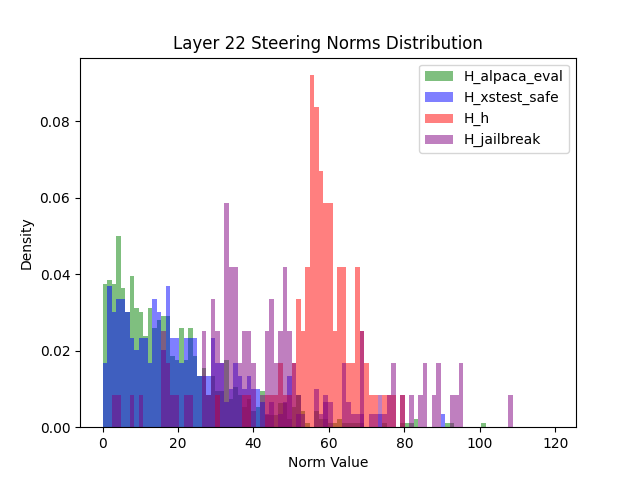 Layer 22 Steering Norms Distribution
H_alpaca_eval
H_xstest_safe
H_h
H_jailbreak
0.08
0.06
0.04
0.02
0.00
Density
0 20 40 60 80 100 120
Norm Value